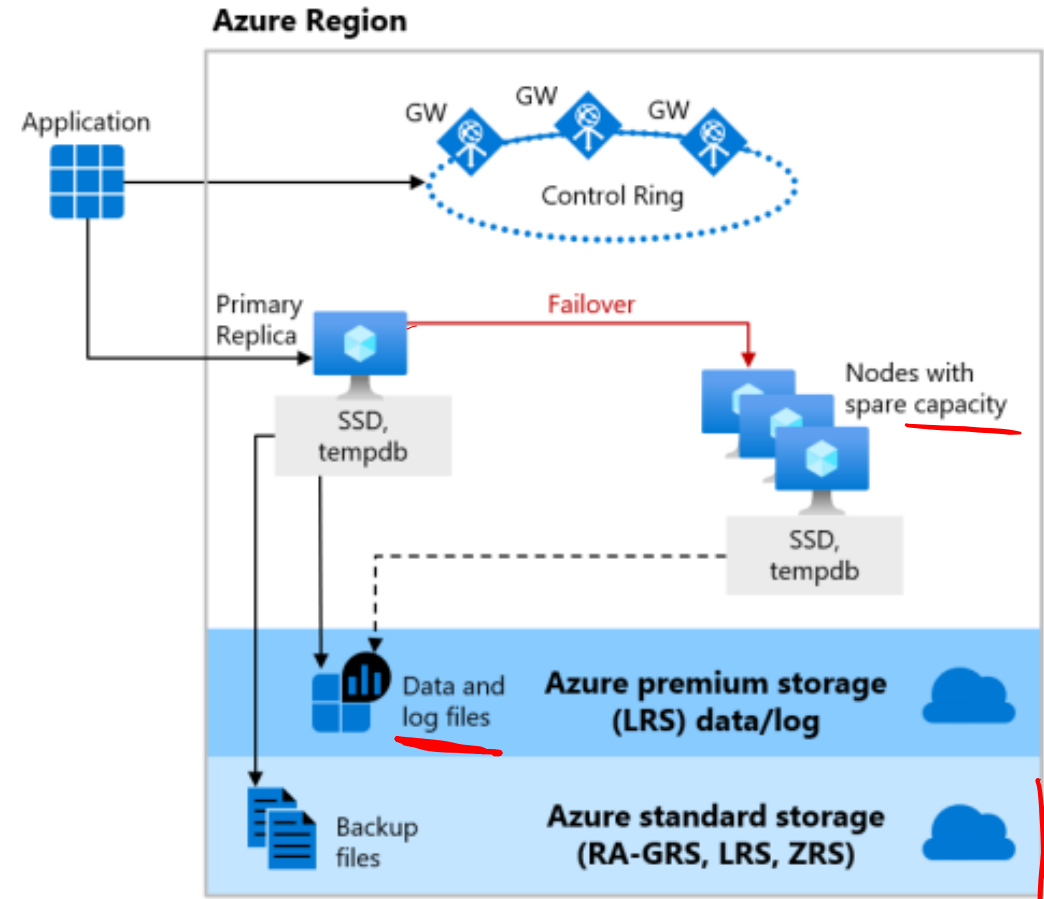 Azure Region
Application
GW
GW
GW
Control Ring
Primary
Replica
Failover
Nodes with
spare capacity
SSD,
tempdb
SSD,
tempdb
Data and
log files
Azure premium storage
(LRS) data/log
Backup
files
Azure standard storage
(RA-GRS, LRS, ZRS)